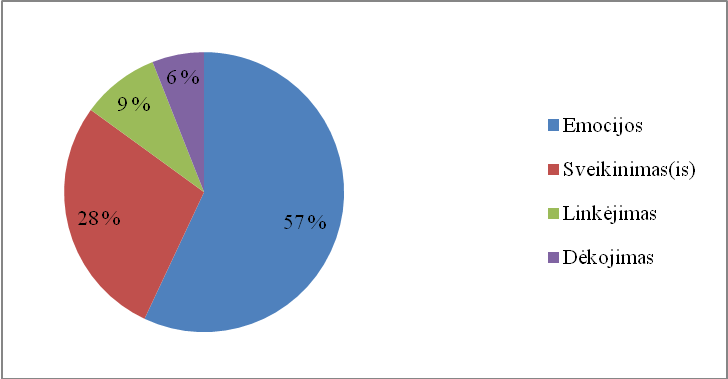 6 %
9 %
28 %
57 %
Emocijos
Sveikinimas(is)
Linkėjimas
Dėkojimas